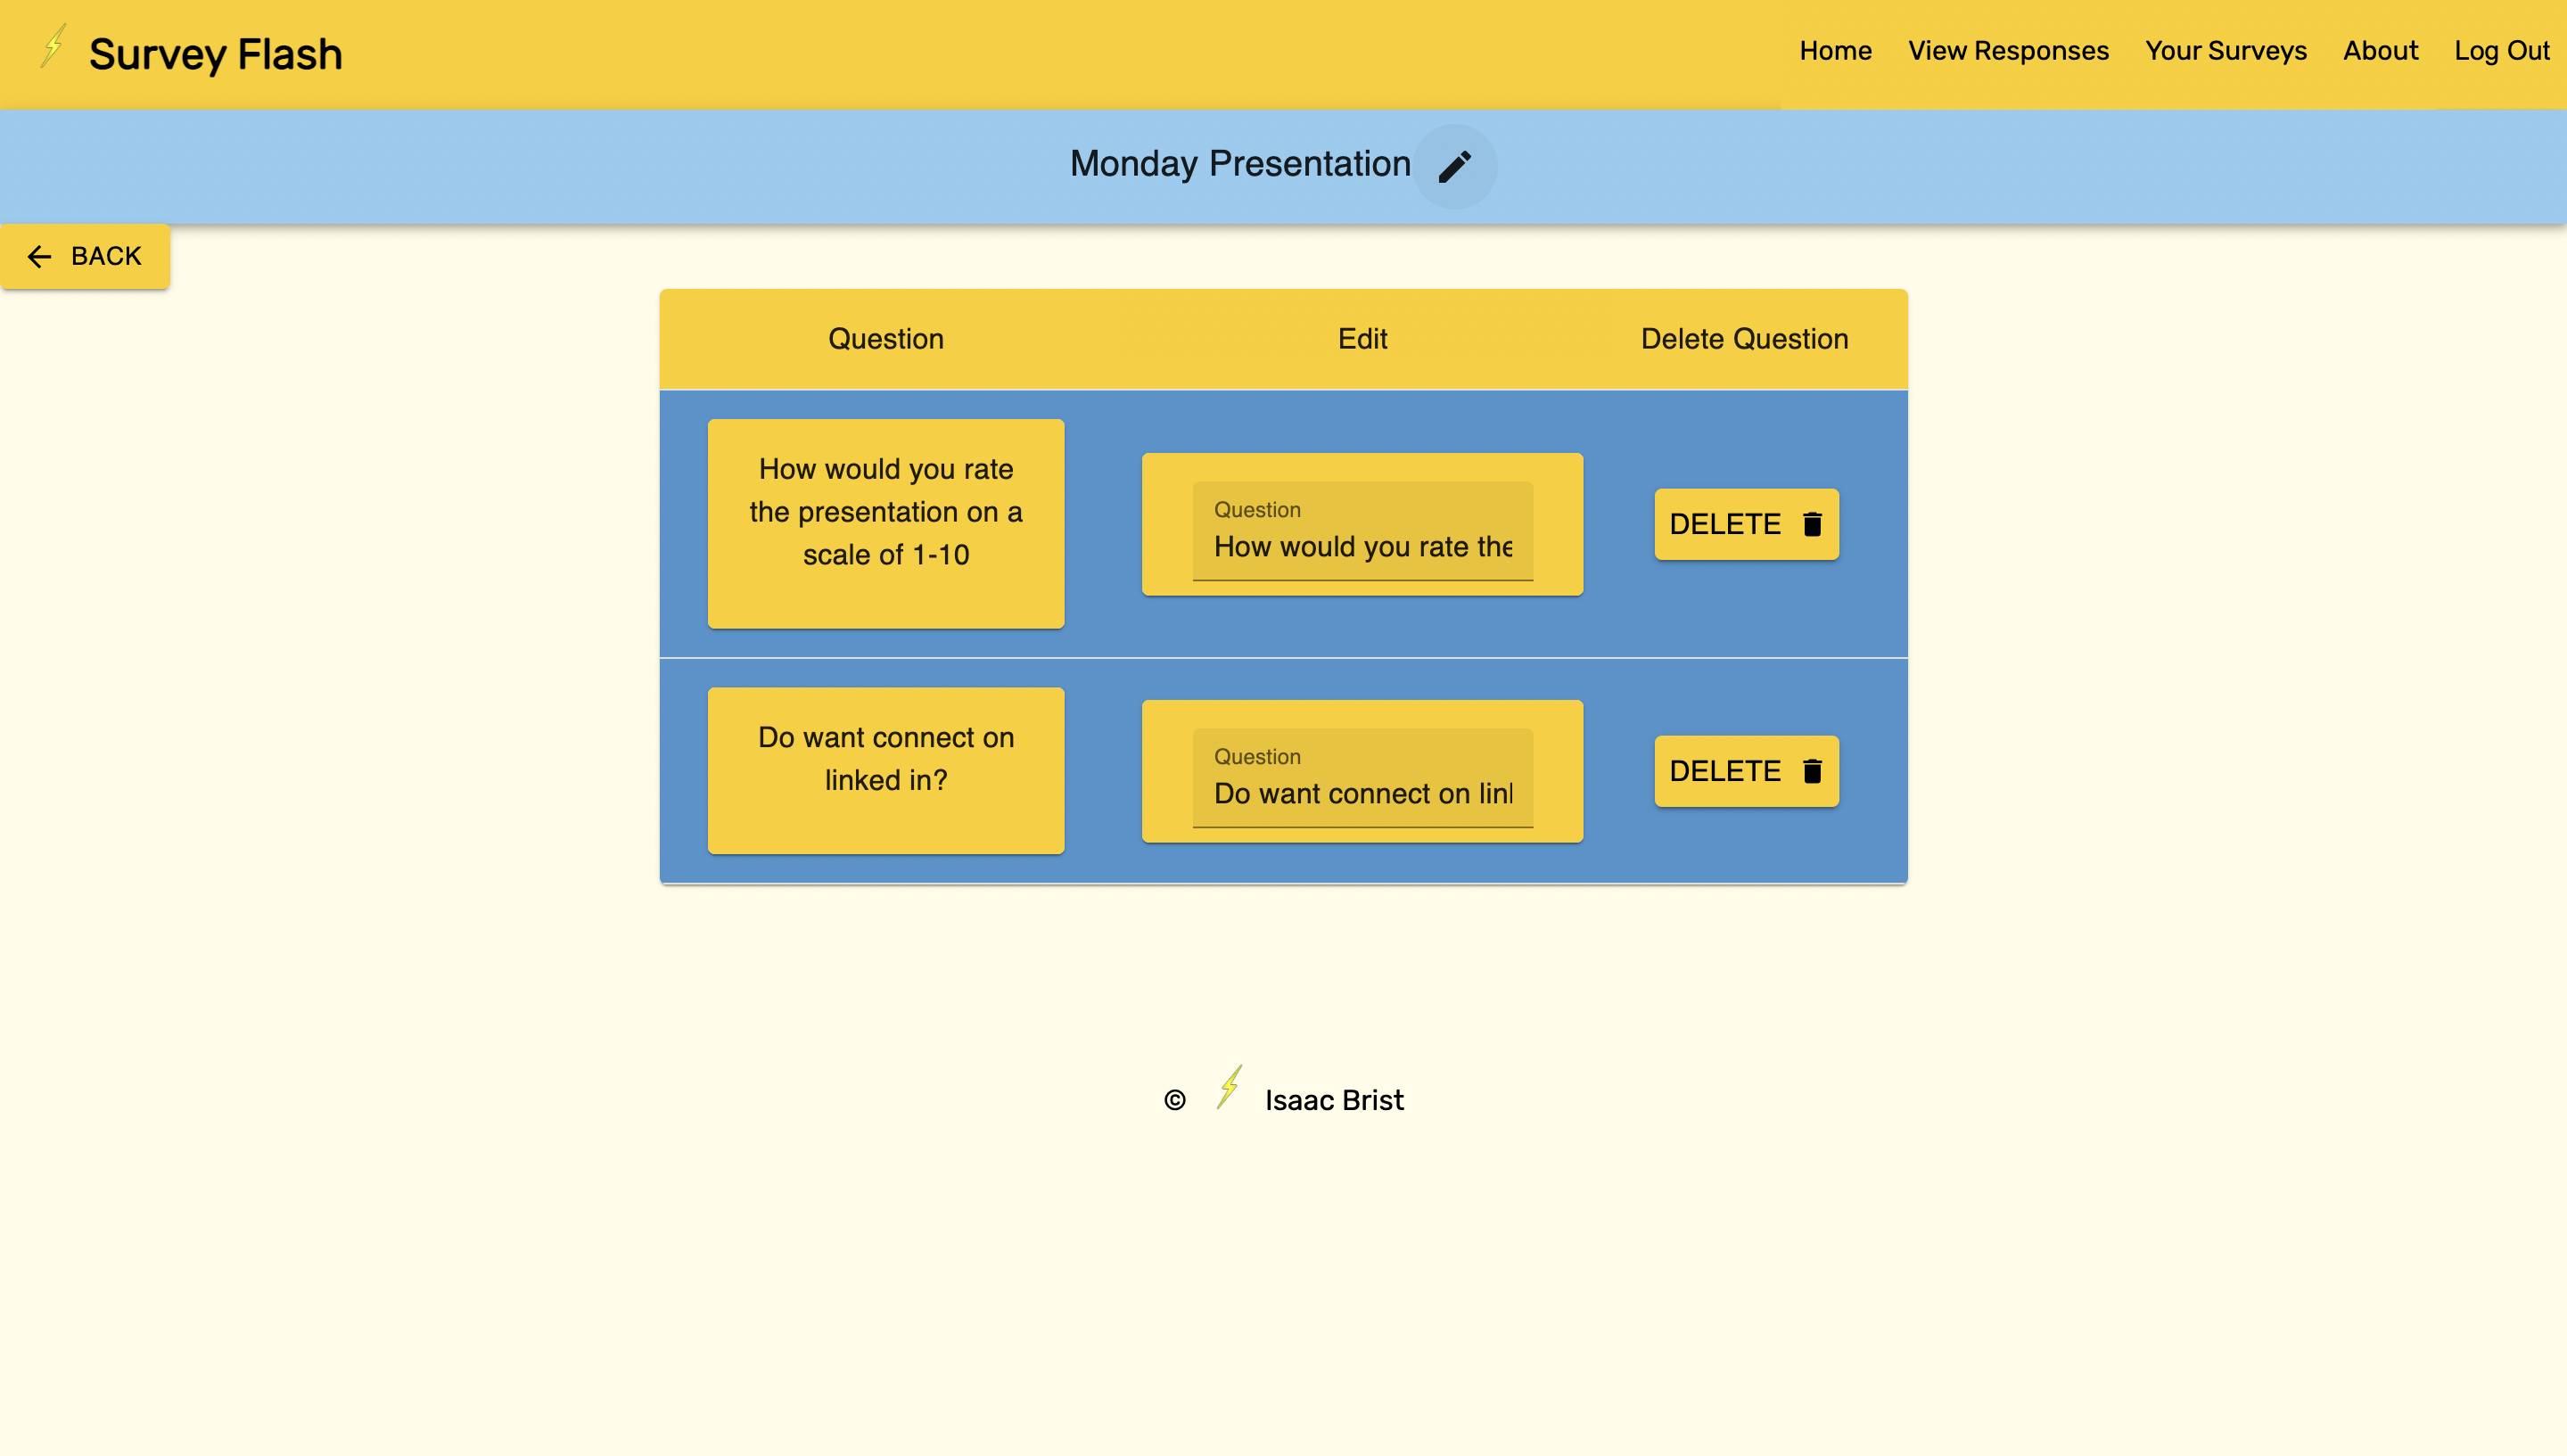 Survey Flash
Home View Responses Your Surveys About Log Out
Monday Presentation
BACK
Question Edit Delete Question
How would you rate
the presentation on a
scale of 1-10
Question
How would you rate the
DELETE
Do want connect on
linked in?
Question
Do want connect on
DELETE
© Isaac Brist